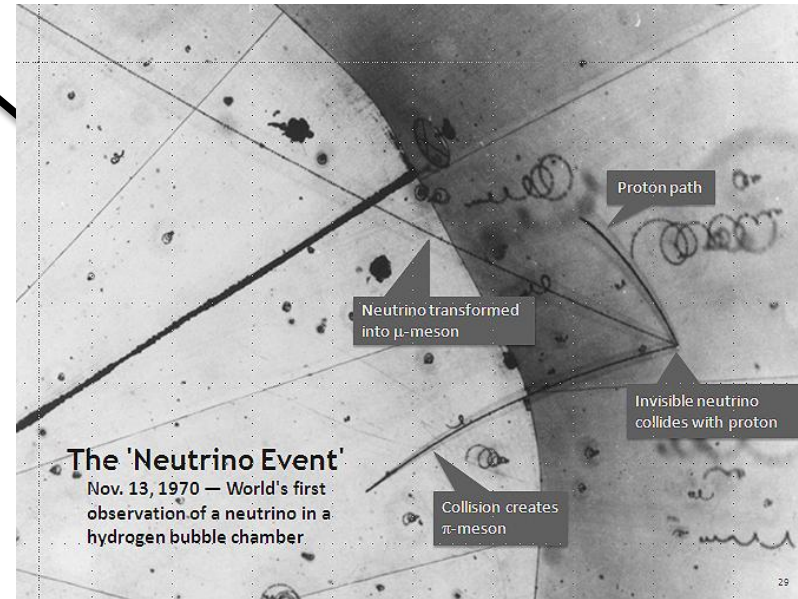 Proton path
Neutrino transformed
into μ-meson
Invisible neutrino
collides with proton
The 'Neutrino Event'
Nov. 13, 1970 — World's first
observation of a neutrino in a
hydrogen bubble chamber
Collision creates
π-meson
29